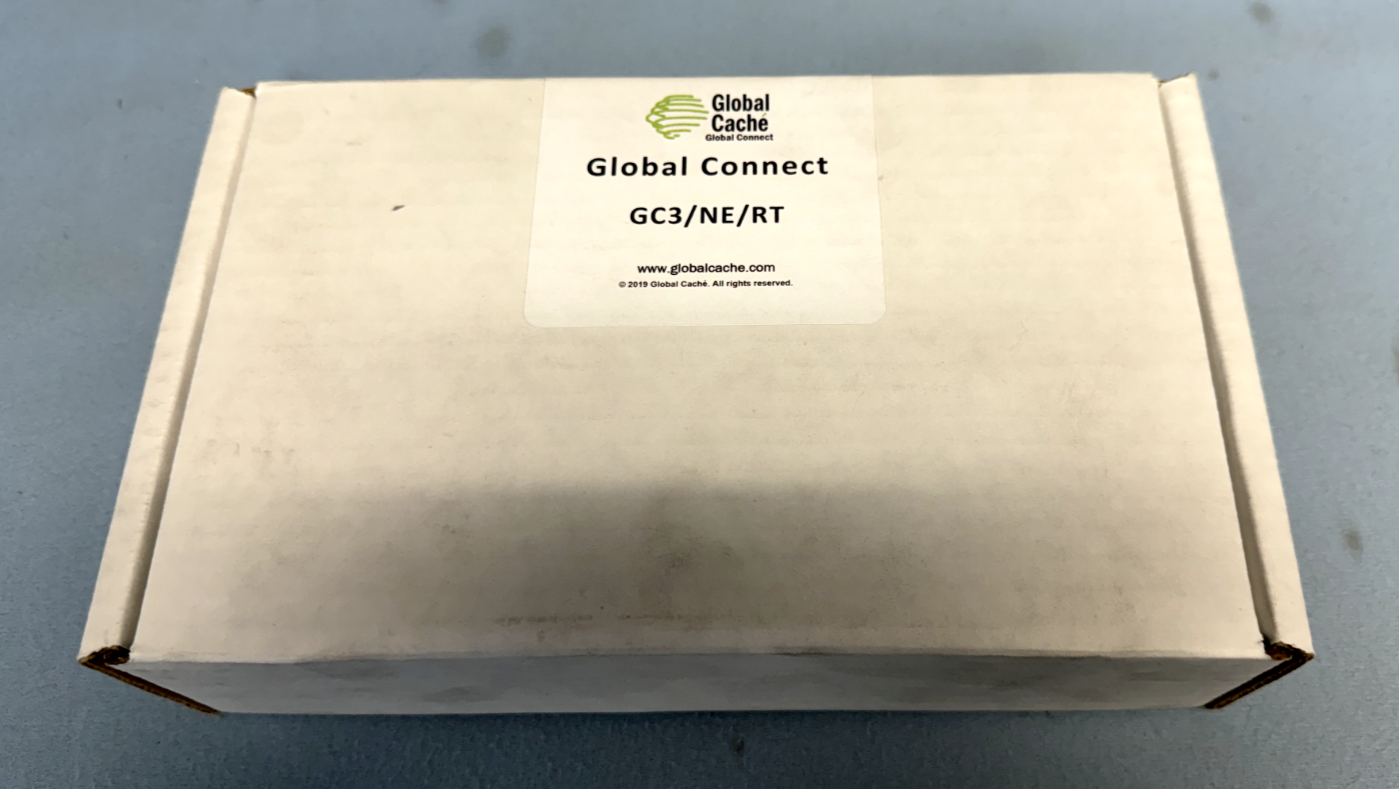 Global
Caché
Global Connect
Global Connect
GC3/NE/RT
www.globalcache.com
© 2019 Global Caché. All rights reserved.